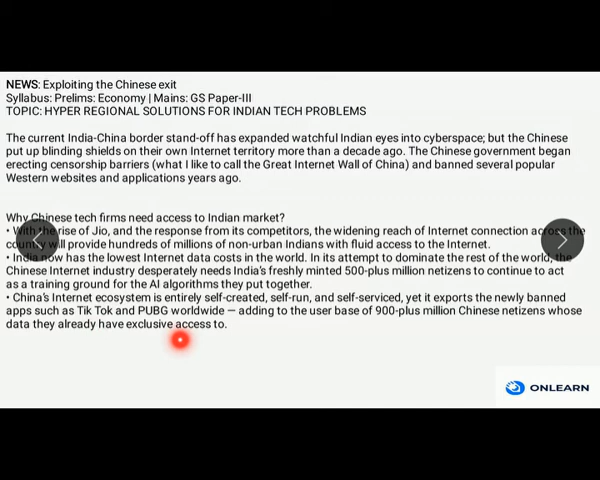 NEWS: Exploiting the Chinese exit
Syllabus: Prelims: Economy | Mains: GS Paper-III
TOPIC: HYPER REGIONAL SOLUTIONS FOR INDIAN TECH PROBLEMS
The current India-China border stand-off has expanded watchful Indian eyes into cyberspace; but the Chinese
put up blinding shields on their own Internet territory more than a decade ago. The Chinese government began
erecting censorship barriers (what I like to call the Great Internet Wall of China) and banned several popular
Western websites and applications years ago.
Why Chinese tech firms need access to Indian market?
• With the rise of Jio, and the response from its competitors, the widening reach of Internet connection across the
country will provide hundreds of millions of non-urban Indians with fluid access to the Internet.
• India now has the lowest Internet data costs in the world. In its attempt to dominate the rest of the world, the
Chinese Internet industry desperately needs India's freshly minted 500-plus million netizens to continue to act
as a training ground for the AI algorithms they put together.
• China's Internet ecosystem is entirely self-created, self-run, and self-serviced, yet it exports the newly banned
apps such as Tik Tok and PUBG worldwide — adding to the user base of 900-plus million Chinese netizens whose
data they already have exclusive access to.
ONLEARN